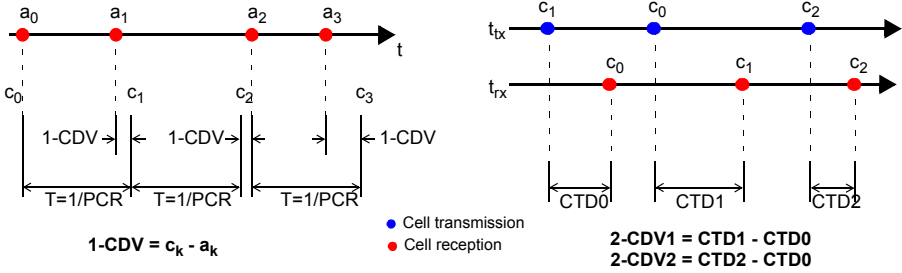 a0 a1 a2 a3
t
c0 c1 c2 c3
1-CDV 1-CDV 1-CDV
T=1/PCR T=1/PCR T=1/PCR
1-CDV = ck - ak
Cell transmission
Cell reception
c1 c0 c2
ttx
c0 c1 c2
trx
CTD0 CTD1 CTD2
2-CDV1 = CTD1 - CTD0
2-CDV2 = CTD2 - CTD0